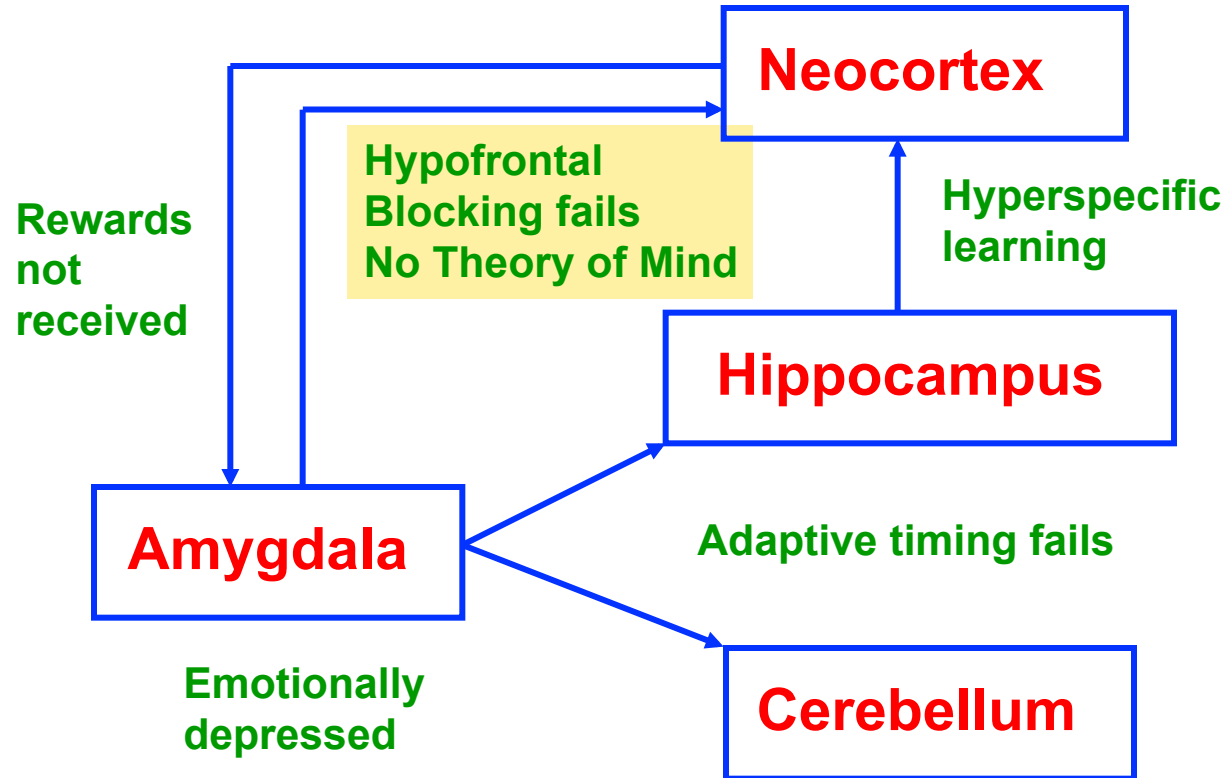 Neocortex
Hypofrontal
Blocking fails
No Theory of Mind
Rewards
not
received
Hyperspecific
learning
Hippocampus
Amygdala
Adaptive timing fails
Emotionally
depressed
Cerebellum